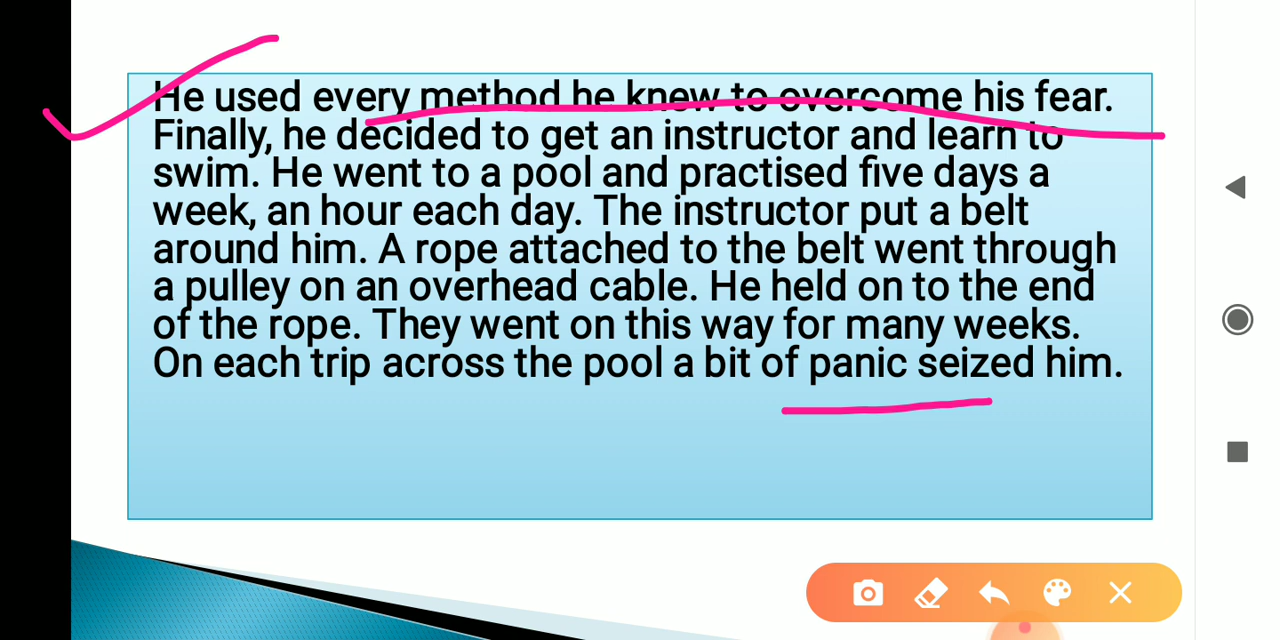 He used every method he knew to overcome his fear.
Finally, he decided to get an instructor and learn to
swim. He went to a pool and practised five days a
week, an hour each day. The instructor put a belt
around him. A rope attached to the belt went through
a pulley on an overhead cable. He held on to the end
of the rope. They went on this way for many weeks.
On each trip across the pool a bit of panic seized him.